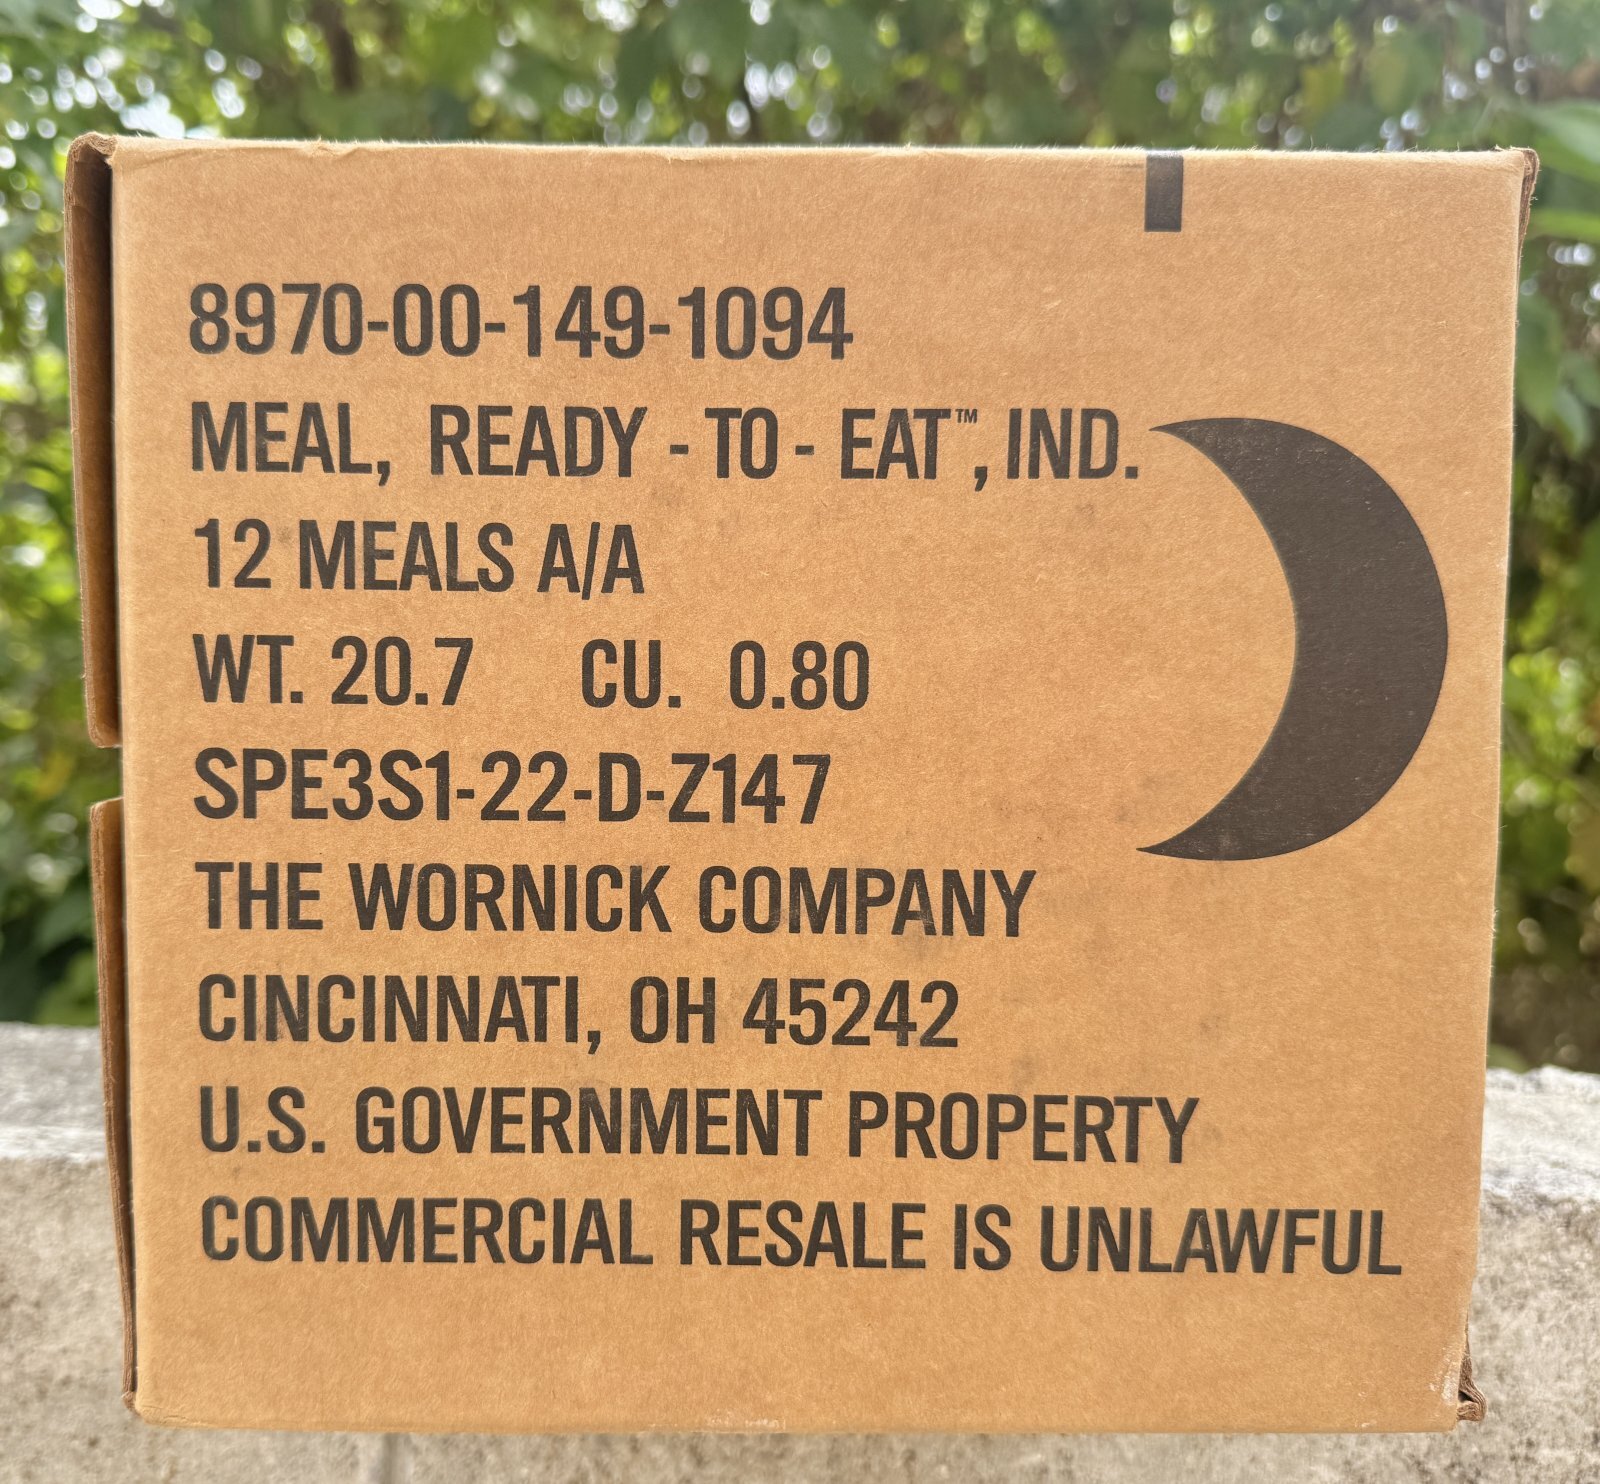 8970-00-149-1094
MEAL, READY - TO - EAT™, IND.
12 MEALS A/A
WT. 20.7 CU. 0.80
SPE3S1-22-D-Z147
THE WORNICK COMPANY
CINCINNATI, OH 45242
U.S. GOVERNMENT PROPERTY
COMMERCIAL RESALE IS UNLAWFUL